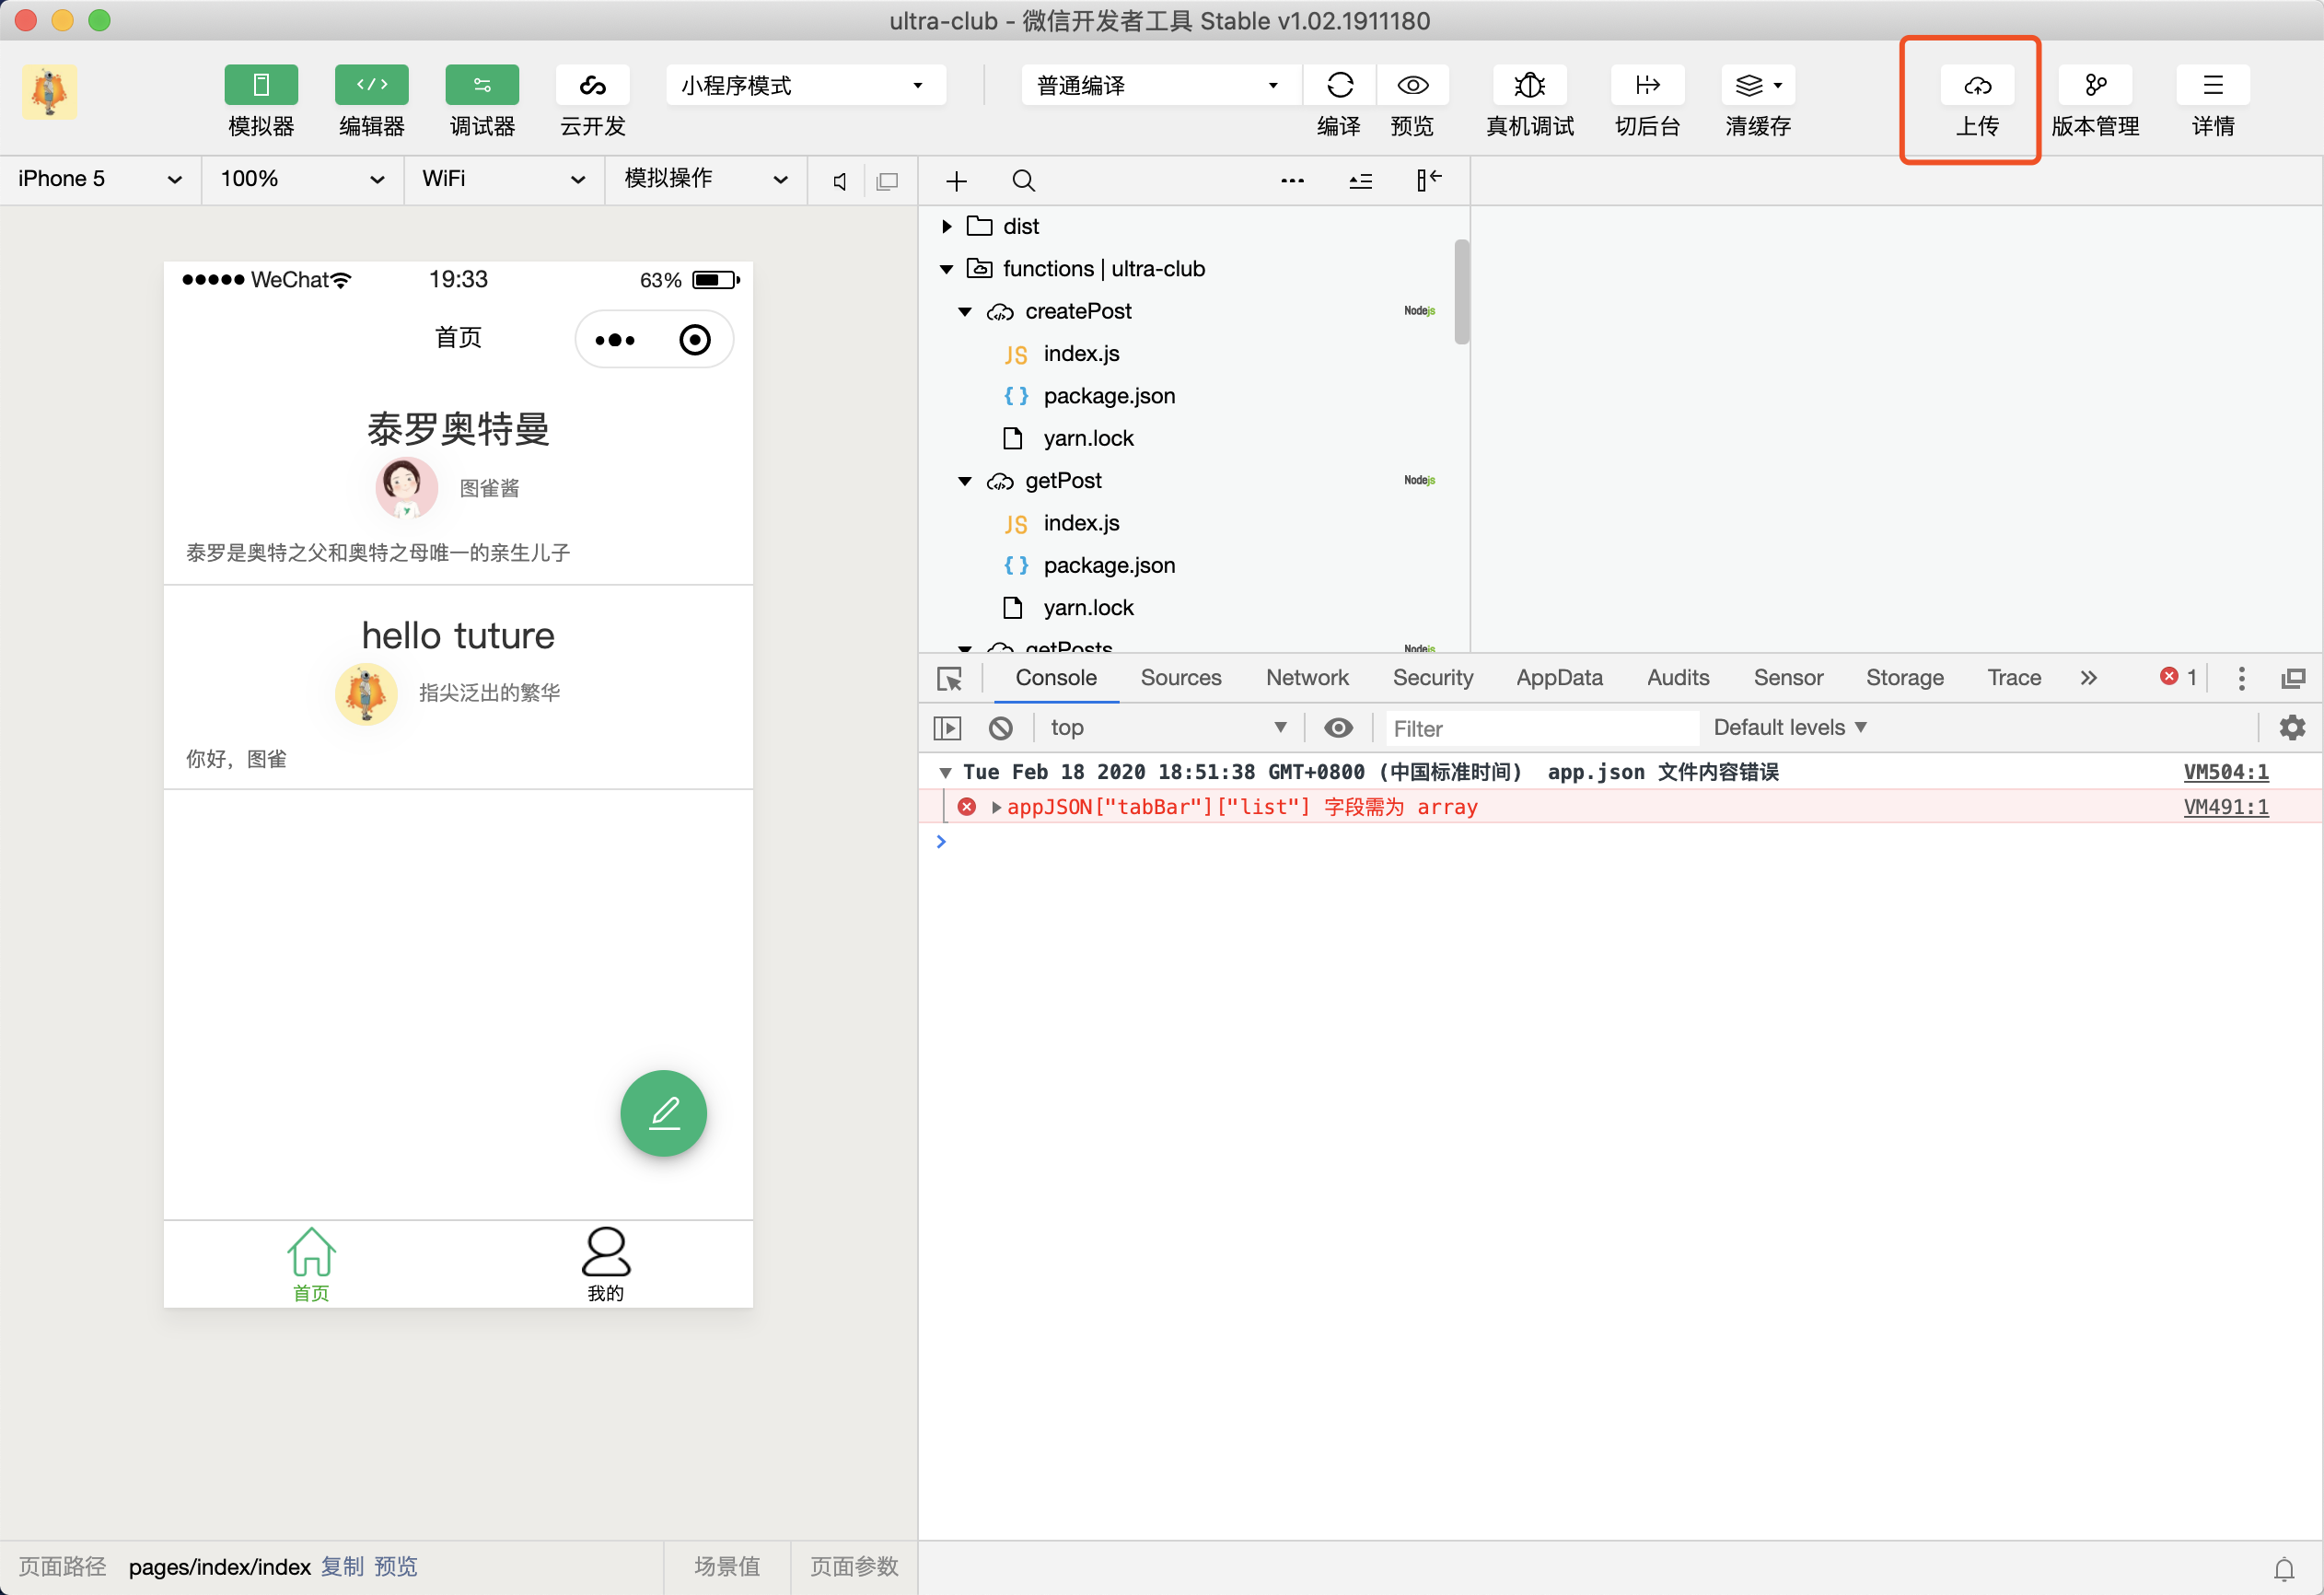 ultra-club - 微信开发者工具 Stable v1.02.1911180
模拟器 编辑器 调试器 云开发 小程序模式 普通编译 编译 预览 真机调试 切后台 清缓存 上传 版本管理 详情
iPhone 5 100% WiFi 模拟操作
WeChat 19:33 63%
首页
泰罗奥特曼
图雀酱
泰罗是奥特之父和奥特之母唯一的亲生儿子
hello tuture
指尖泛出的繁华
你好，图雀
首页 我的
dist
functions | ultra-club
createPost Nodejs
JS index.js
{ } package.json
yarn.lock
getPost Nodejs
JS index.js
{ } package.json
yarn.lock
getPosts Nodejs
Console Sources Network Security AppData Audits Sensor Storage Trace 1
top Filter Default levels
Tue Feb 18 2020 18:51:38 GMT+0800 (中国标准时间) app.json 文件内容错误 VM504:1
appJSON["tabBar"]["list"] 字段需为 array VM491:1
页面路径 pages/index/index 复制 预览 场景值 页面参数